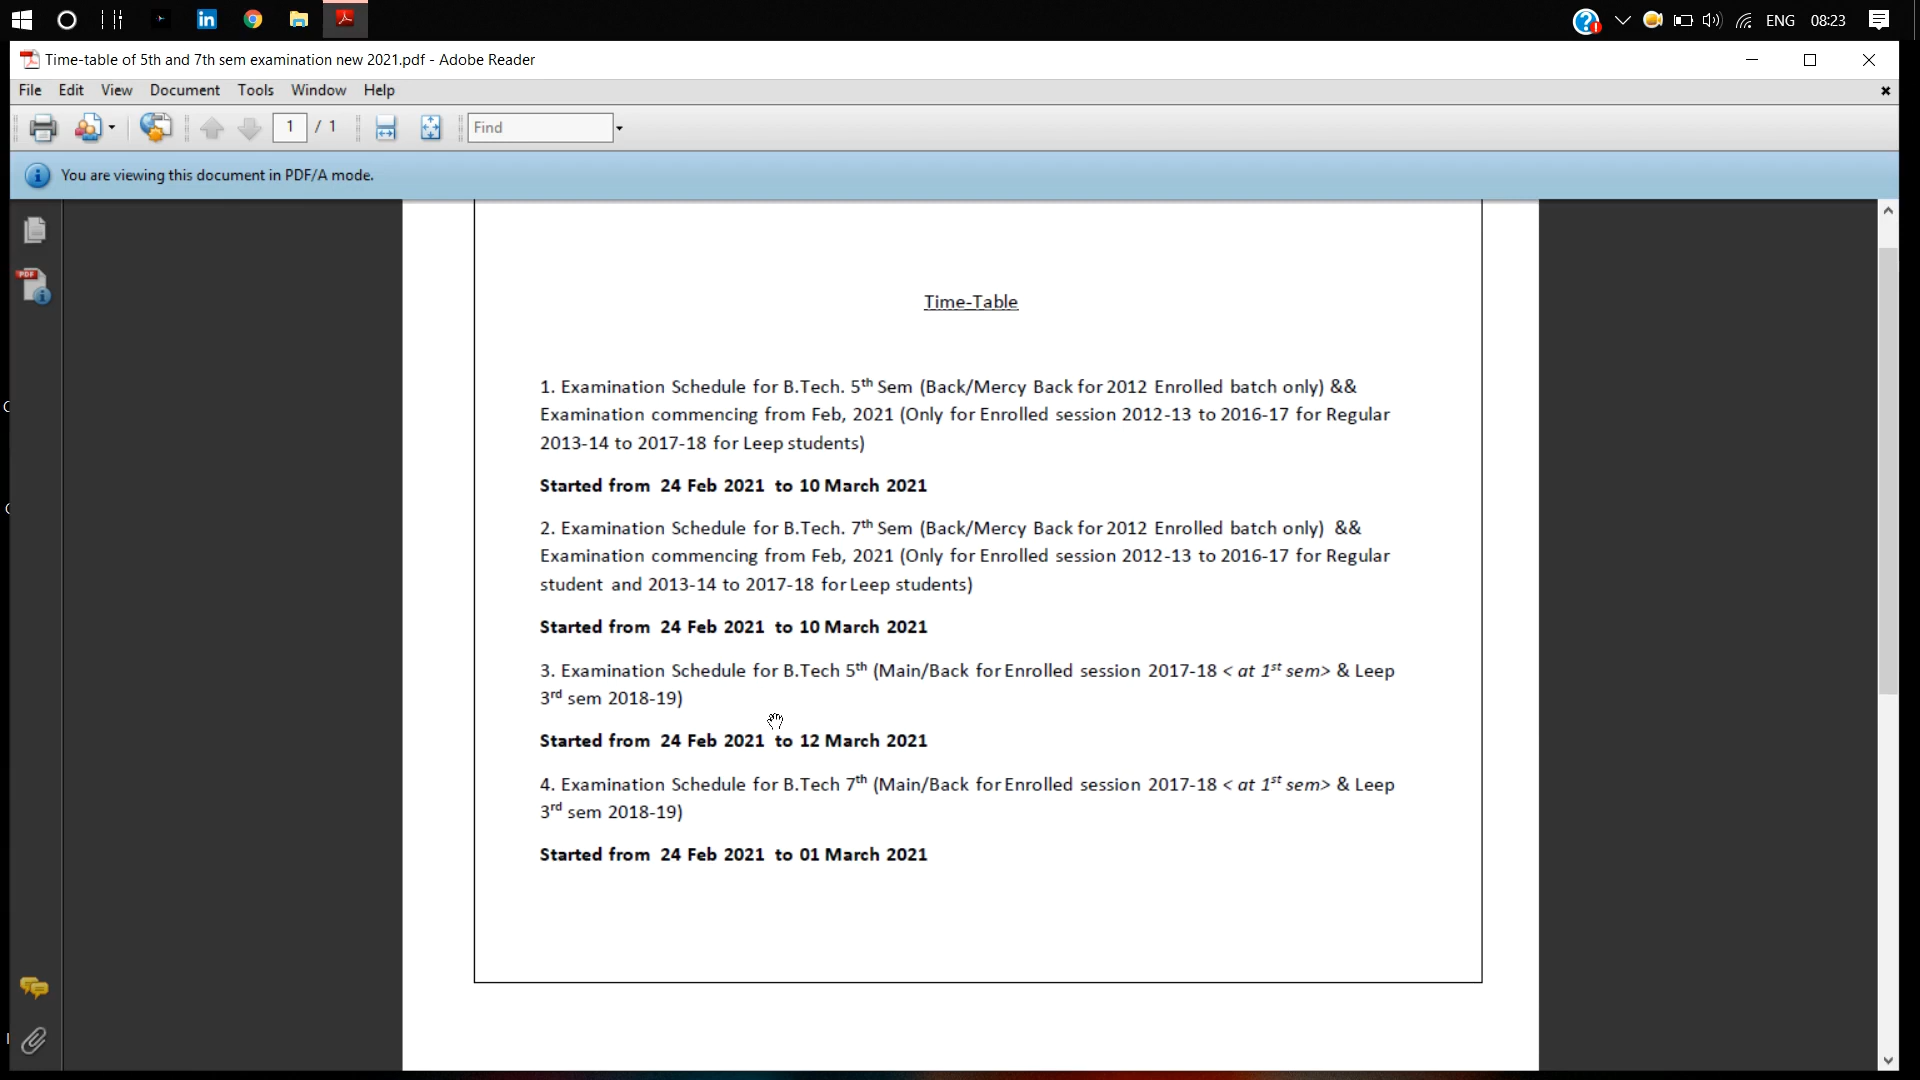 ENG 08:23
Time-table of 5th and 7th sem examination new 2021.pdf - Adobe Reader
File Edit View Document Tools Window Help
1 / 1 Find
You are viewing this document in PDF/A mode.
Time-Table
1. Examination Schedule for B.Tech. 5th Sem (Back/Mercy Back for 2012 Enrolled batch only) &&
Examination commencing from Feb, 2021 (Only for Enrolled session 2012-13 to 2016-17 for Regular
2013-14 to 2017-18 for Leep students)
Started from 24 Feb 2021 to 10 March 2021
2. Examination Schedule for B.Tech. 7th Sem (Back/Mercy Back for 2012 Enrolled batch only) &&
Examination commencing from Feb, 2021 (Only for Enrolled session 2012-13 to 2016-17 for Regular
student and 2013-14 to 2017-18 for Leep students)
Started from 24 Feb 2021 to 10 March 2021
3. Examination Schedule for B.Tech 5th (Main/Back for Enrolled session 2017-18 < at 1st sem> & Leep
3rd sem 2018-19)
Started from 24 Feb 2021 to 12 March 2021
4. Examination Schedule for B.Tech 7th (Main/Back for Enrolled session 2017-18 < at 1st sem> & Leep
3rd sem 2018-19)
Started from 24 Feb 2021 to 01 March 2021